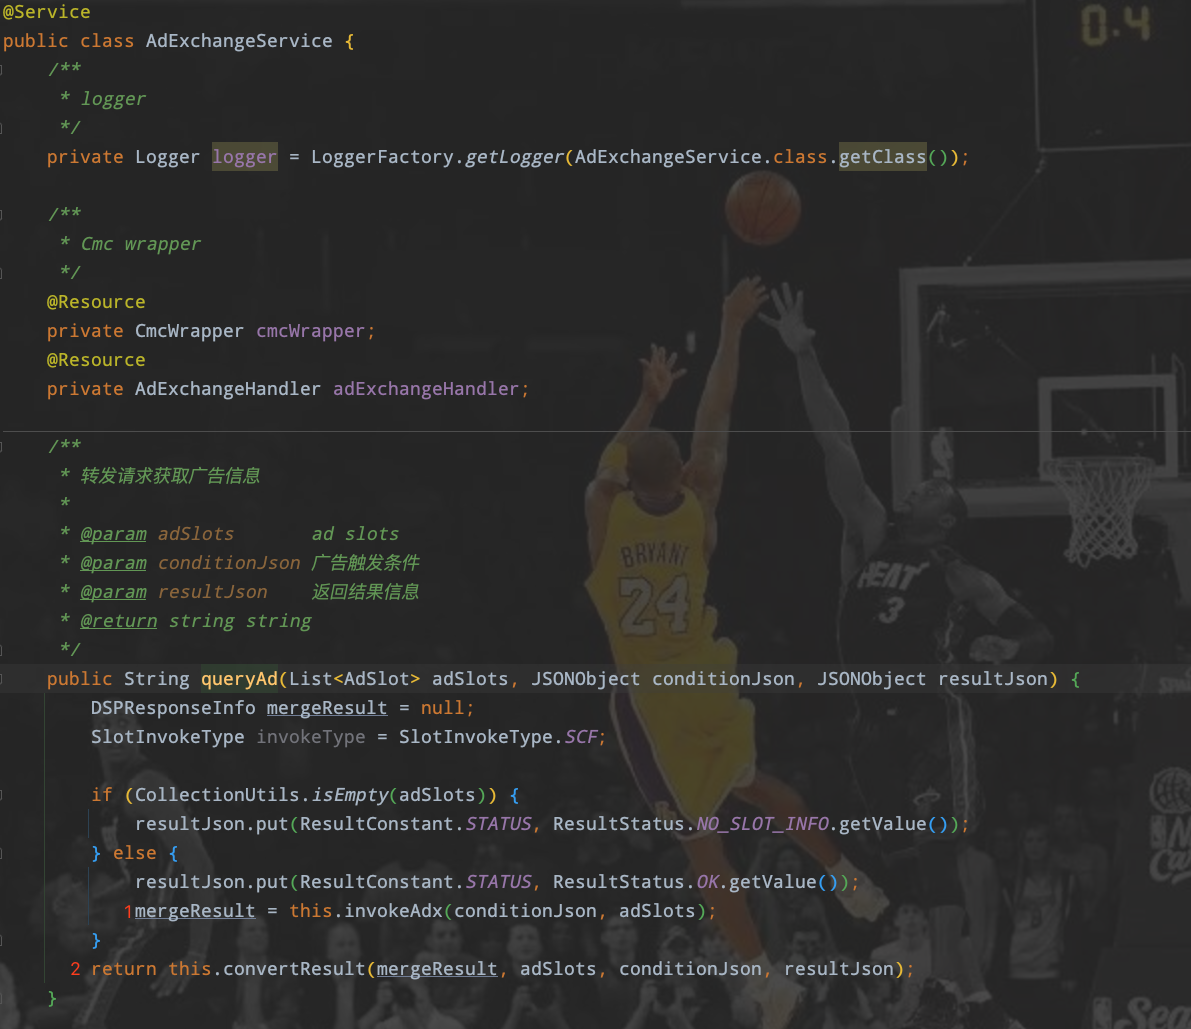 @Service
public class AdExchangeService {
/**
* logger
*/
private Logger logger = LoggerFactory.getLogger(AdExchangeService.class.getClass());
/**
* Cmc wrapper
*/
@Resource
private CmcWrapper cmcWrapper;
@Resource
private AdExchangeHandler adExchangeHandler;
/**
* 转发请求获取广告信息
*
* @param adSlots ad slots
* @param conditionJson 广告触发条件
* @param resultJson 返回结果信息
* @return string string
*/
public String queryAd(List<AdSlot> adSlots, JSONObject conditionJson, JSONObject resultJson) {
DSPResponseInfo mergeResult = null;
SlotInvokeType invokeType = SlotInvokeType.SCF;
if (CollectionUtils.isEmpty(adSlots)) {
resultJson.put(ResultConstant.STATUS, ResultStatus.NO_SLOT_INFO.getValue());
} else {
resultJson.put(ResultConstant.STATUS, ResultStatus.OK.getValue());
1mergeResult = this.invokeAdx(conditionJson, adSlots);
}
2 return this.convertResult(mergeResult, adSlots, conditionJson, resultJson);
}
0.4
BRYANT
24
HEAT
3